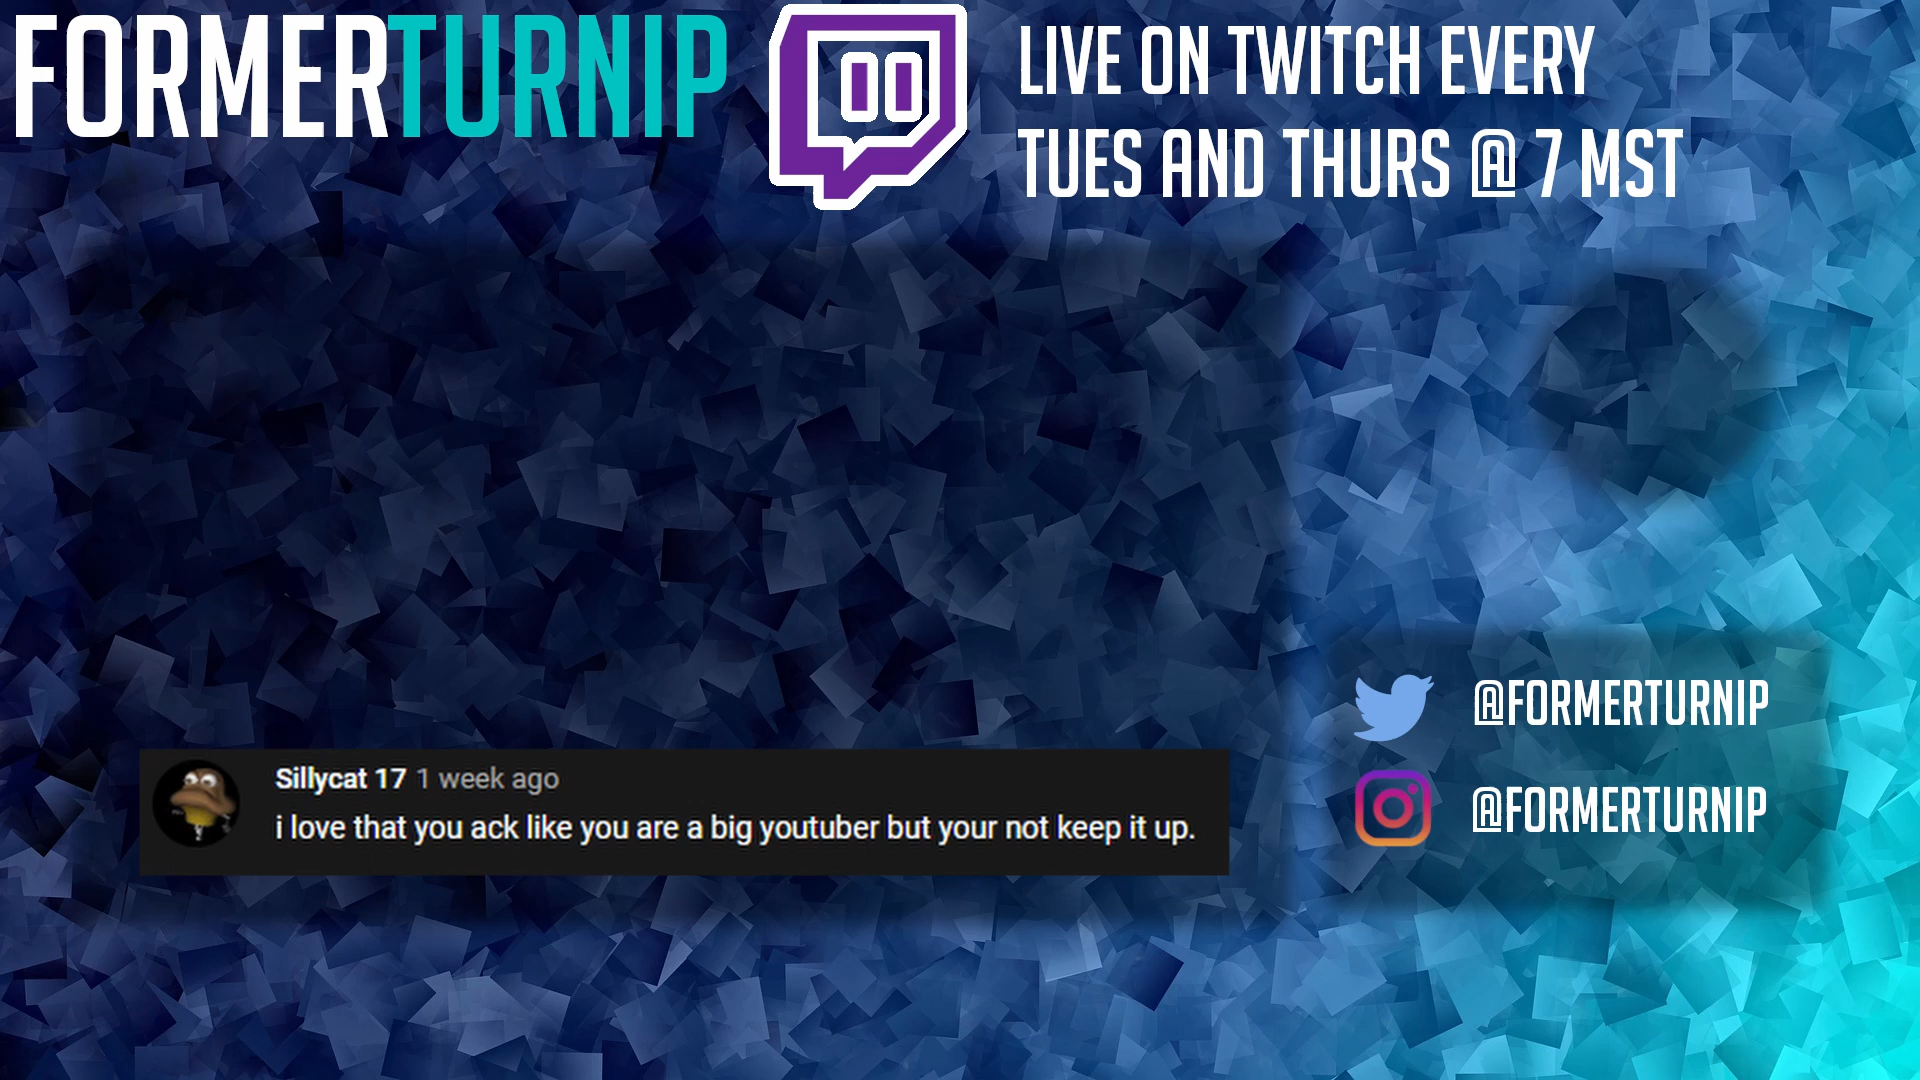 FORMERTURNIP
LIVE ON TWITCH EVERY
TUES AND THURS @ 7 MST
@FORMERTURNIP
@FORMERTURNIP
Sillycat 17 1 week ago
i love that you ack like you are a big youtuber but your not keep it up.